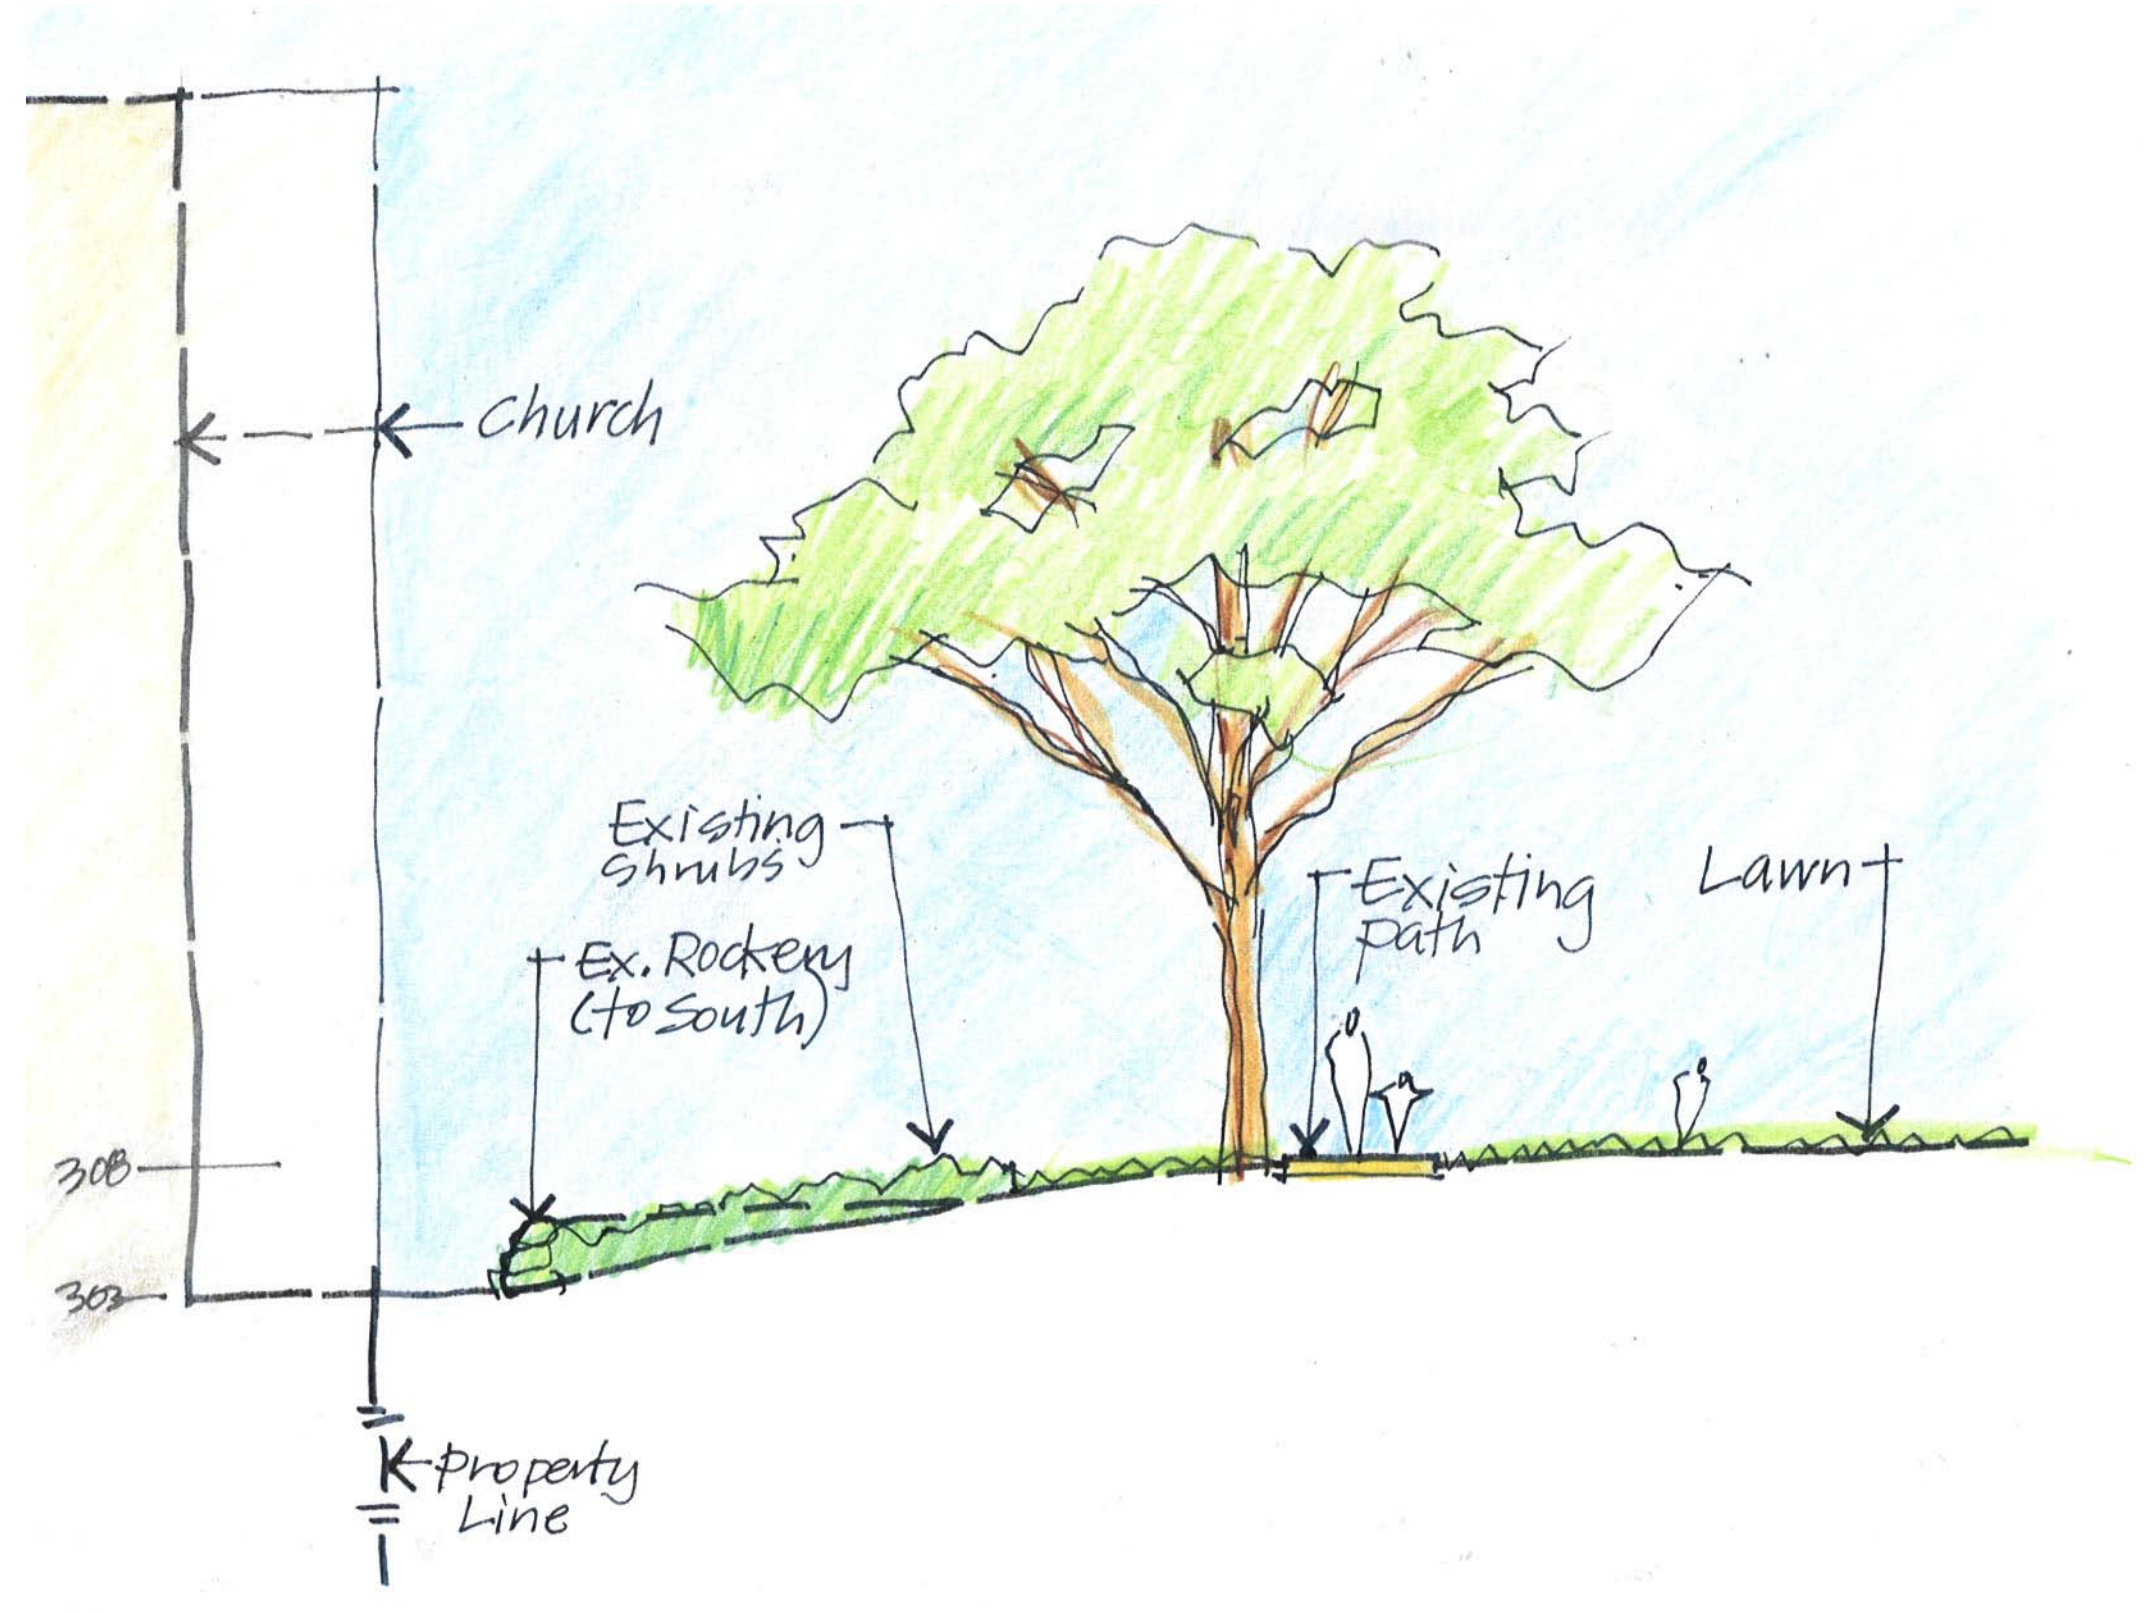 Church
Existing
shrubs
Ex. Rockery
(to South)
Existing
path
Lawn
308
303
Property
Line